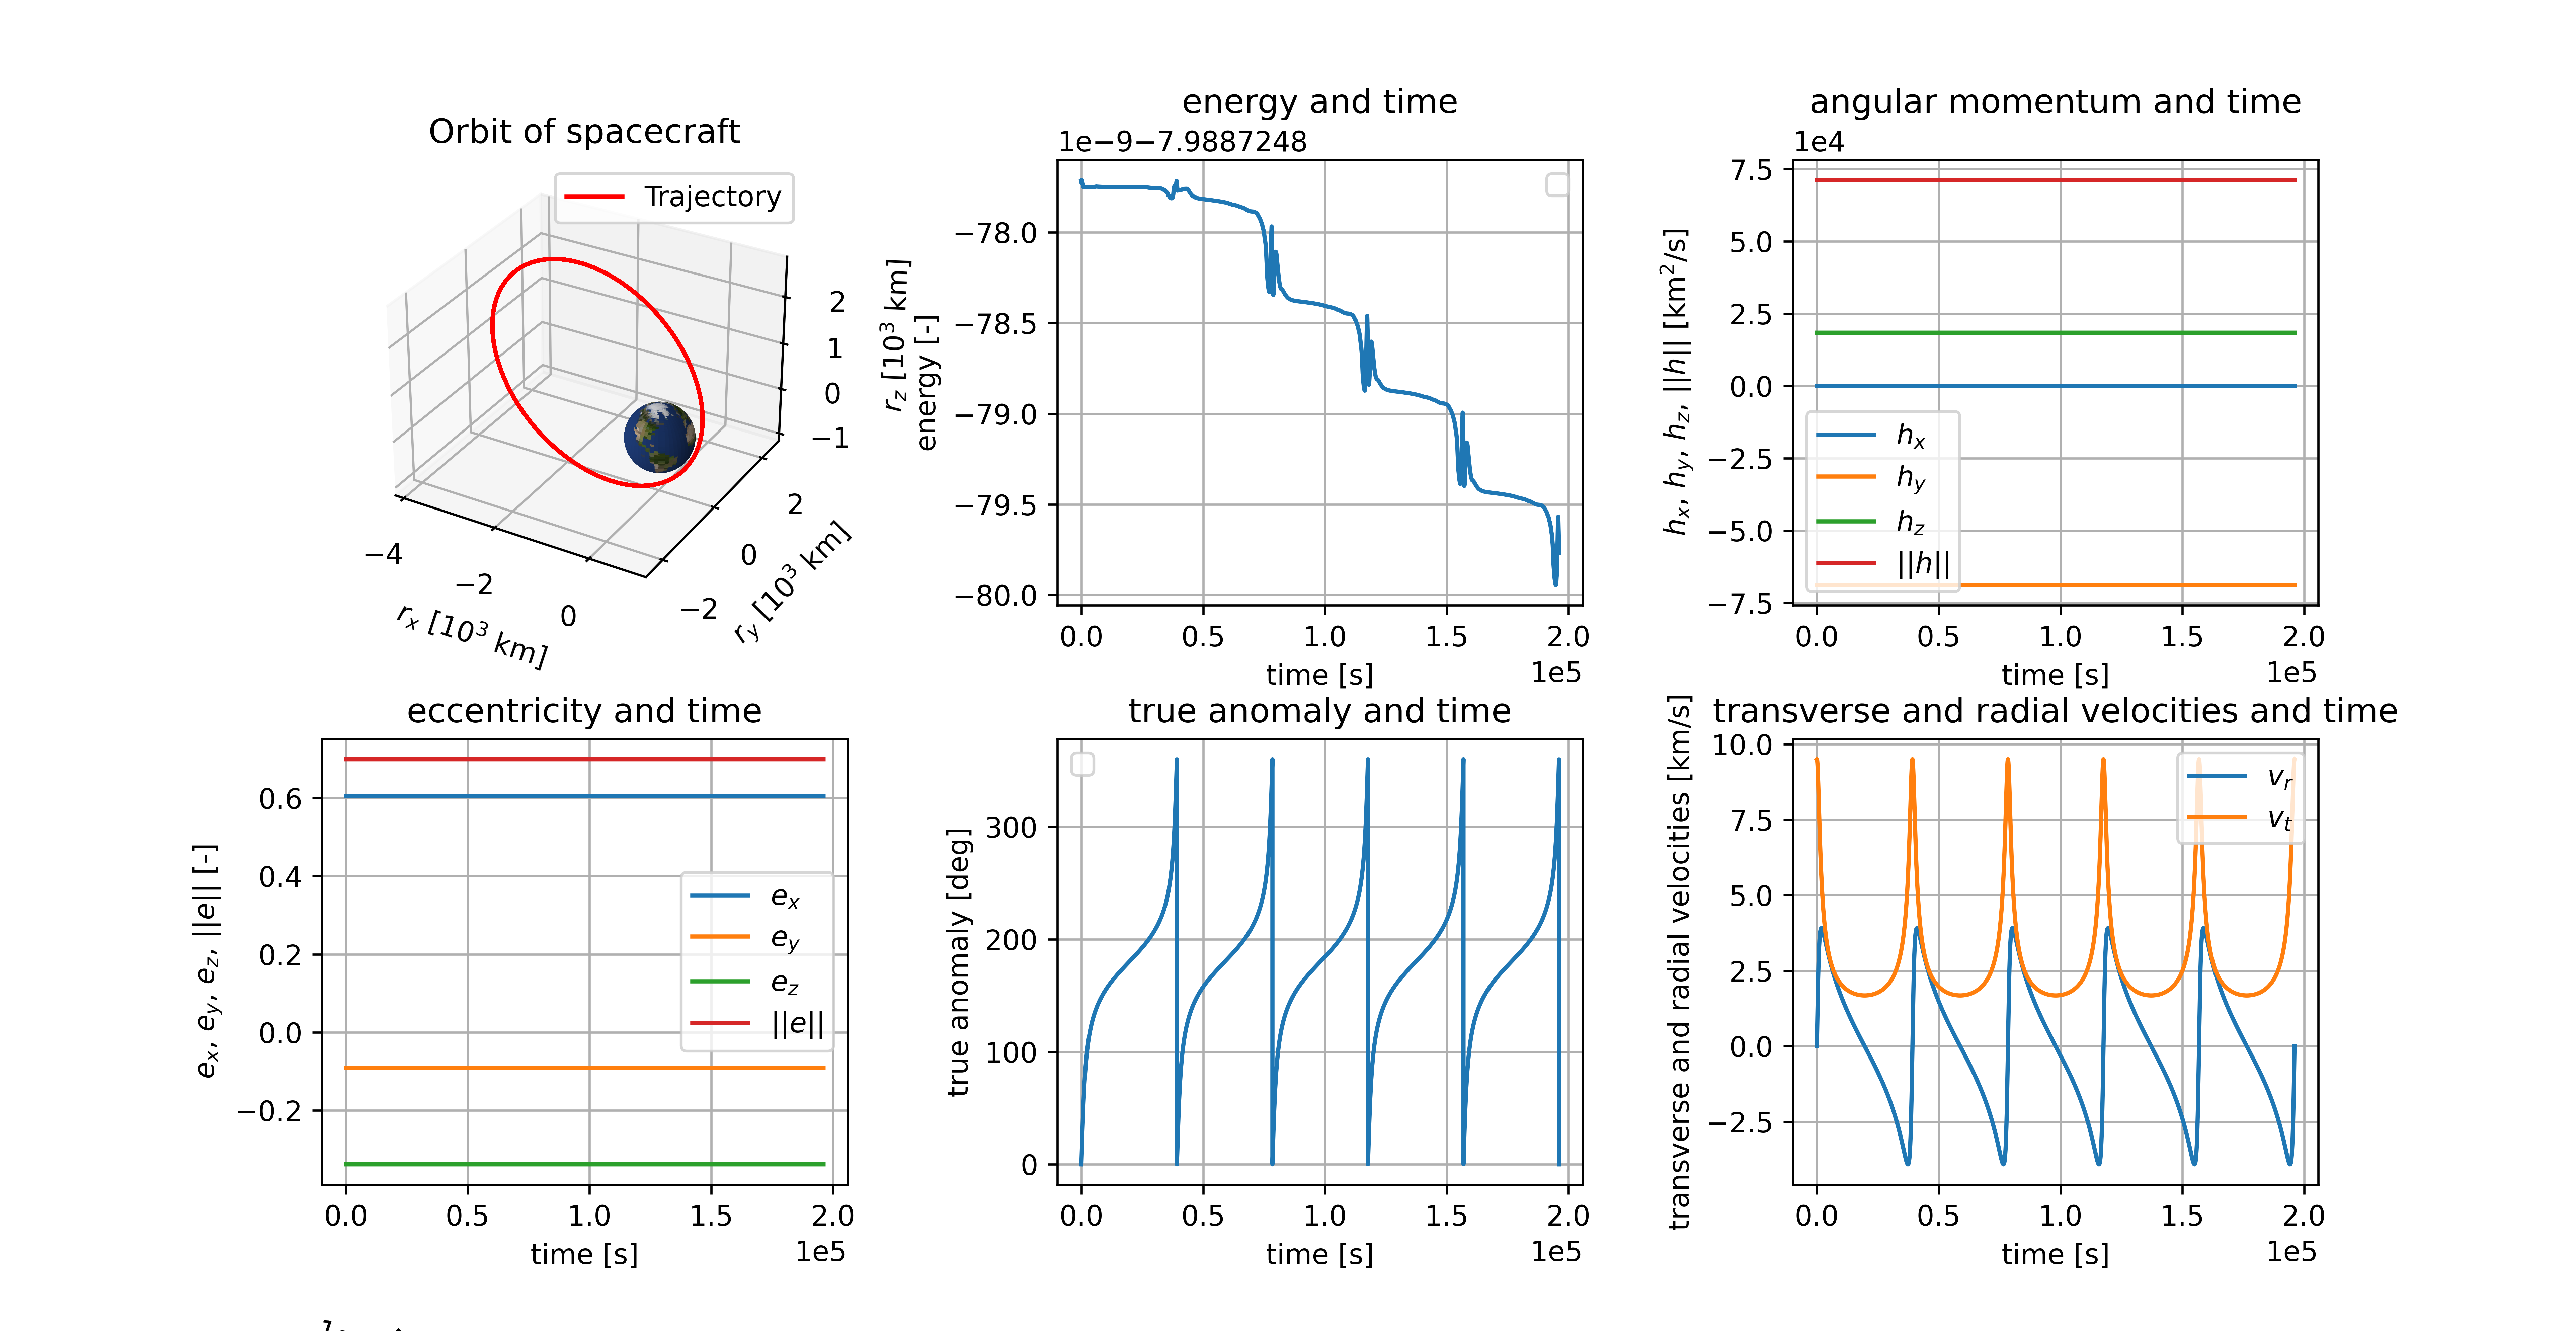 Orbit of spacecraft
Trajectory
2
1
0
−1
r_z [10³ km]
−4
−2
0
r_x [10³ km]
−2
0
2
r_y [10³ km]
energy and time
1e−9−7.9887248
−78.0
−78.5
−79.0
−79.5
−80.0
energy [-]
0.0 0.5 1.0 1.5 2.0
time [s]
1e5
angular momentum and time
1e4
7.5
5.0
2.5
0.0
−2.5
−5.0
−7.5
h_x, h_y, h_z, ||h|| [km²/s]
h_x
h_y
h_z
||h||
0.0 0.5 1.0 1.5 2.0
time [s]
1e5
eccentricity and time
0.6
0.4
0.2
0.0
−0.2
e_x, e_y, e_z, ||e|| [-]
e_x
e_y
e_z
||e||
0.0 0.5 1.0 1.5 2.0
time [s]
1e5
true anomaly and time
300
200
100
0
true anomaly [deg]
0.0 0.5 1.0 1.5 2.0
time [s]
1e5
transverse and radial velocities and time
10.0
7.5
5.0
2.5
0.0
−2.5
transverse and radial velocities [km/s]
v_r
v_t
0.0 0.5 1.0 1.5 2.0
time [s]
1e5